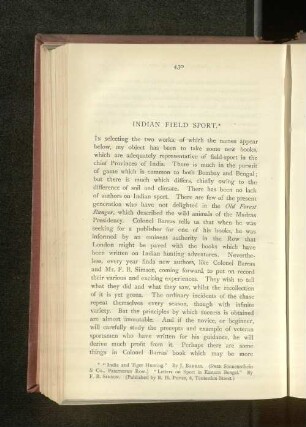 430
INDIAN FIELD SPORT.*
In selecting the two works, of which the names appear
below, my object has been to take some new books,
which are adequately representative of field-sport in the
chief Provinces of India. There is much in the pursuit
of game which is common to both Bombay and Bengal;
but there is much which differs, chiefly owing to the
difference of soil and climate. There has been no lack
of authors on Indian sport. There are few of the present
generation who have not delighted in the Old Forest
Ranger, which described the wild animals of the Madras
Presidency. Colonel Barras tells us that when he was
seeking for a publisher for one of his books, he was
informed by an eminent authority in the Row that
London might be paved with the books which have
been written on Indian hunting adventures. Neverthe-
less, every year finds new authors, like Colonel Barras
and Mr. F. B. Simson, coming forward to put on record
their various and exciting experiences. They wish to tell
what they did and what they saw, whilst the recollection
of it is yet green. The ordinary incidents of the chase
repeat themselves every season, though with infinite
variety. But the principles by which success is obtained
are almost immutable. And if the novice, or beginner,
will carefully study the precepts and example of veteran
sportsmen who have written for his guidance, he will
derive much profit from it. Perhaps there are some
things in Colonel Barras' book which may be more
* "India and Tiger Hunting." By J. Barras. (Swan Sonnenschein
& Co., Paternoster Row.) "Letters on Sport in Eastern Bengal." By
F. B. Simson. (Published by R. H. Porter, 6, Tenterden Street.)